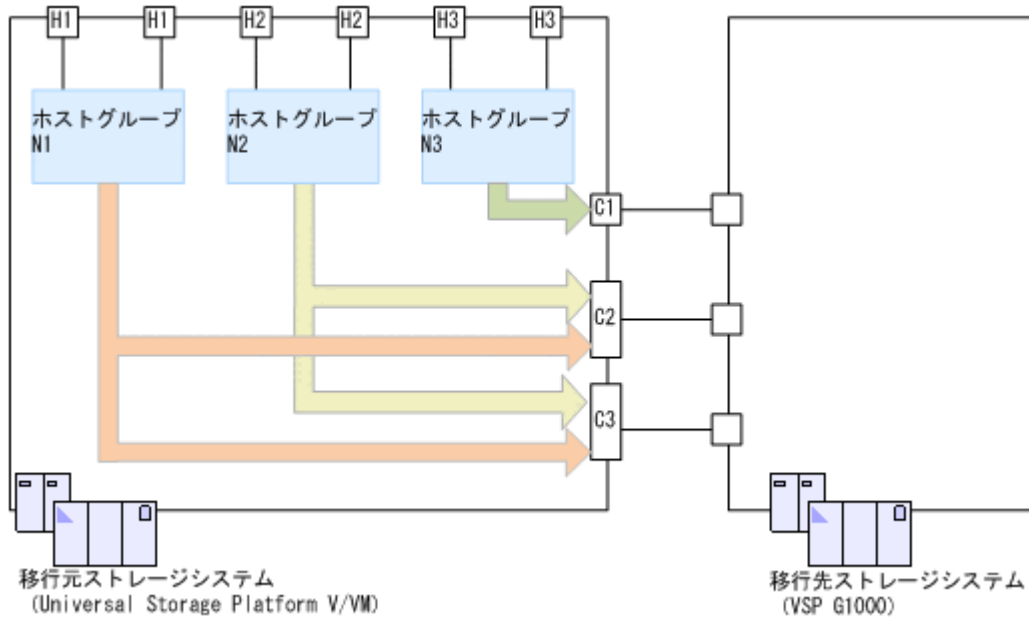 H1 H1 H2 H2 H3 H3
ホストグループ
N1
ホストグループ
N2
ホストグループ
N3
C1
C2
C3
移行元ストレージシステム
(Universal Storage Platform V/VM)
移行先ストレージシステム
(VSP G1000)